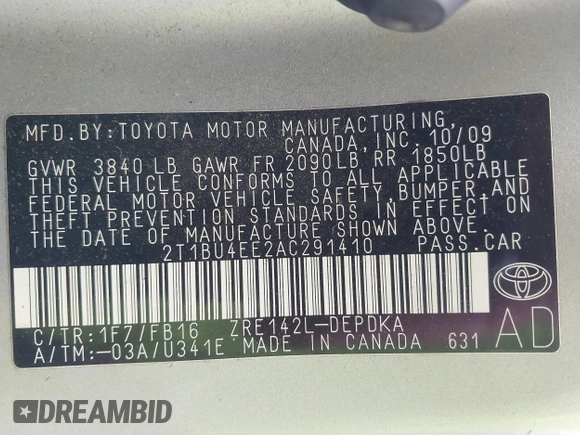 MFD.BY:TOYOTA MOTOR MANUFACTURING,
CANADA,INC. 10/09
GVWR 3840 LB GAWR FR 2090LB RR 1850LB
THIS VEHICLE CONFORMS TO ALL APPLICABLE
FEDERAL MOTOR VEHICLE SAFETY,BUMPER,AND
THEFT PREVENTION STANDARDS IN EFFECT ON
THE DATE OF MANUFACTURE SHOWN ABOVE.
2T1BU4EE2AC291410 PASS.CAR
C/TR:1F7/FB16 ZRE142L-DEPDKA
A/TM:-03A/U341E MADE IN CANADA 631
AD
DREAMBID